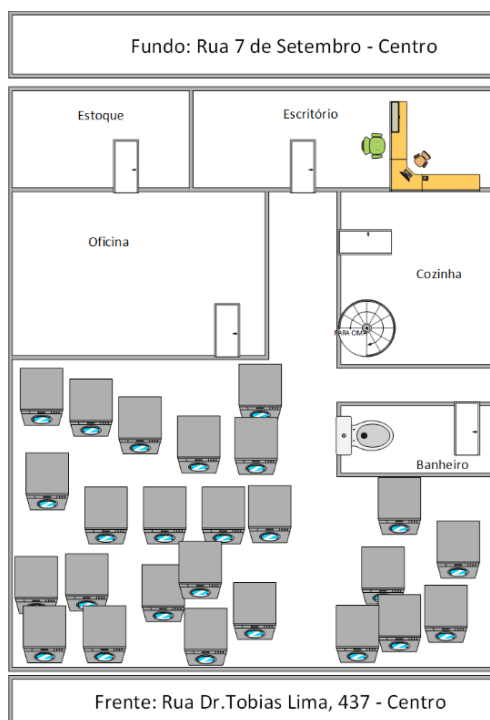 Fundo: Rua 7 de Setembro - Centro
Estoque
Escritório
Oficina
Cozinha
PARA CIMA
Banheiro
Frente: Rua Dr.Tobias Lima, 437 - Centro